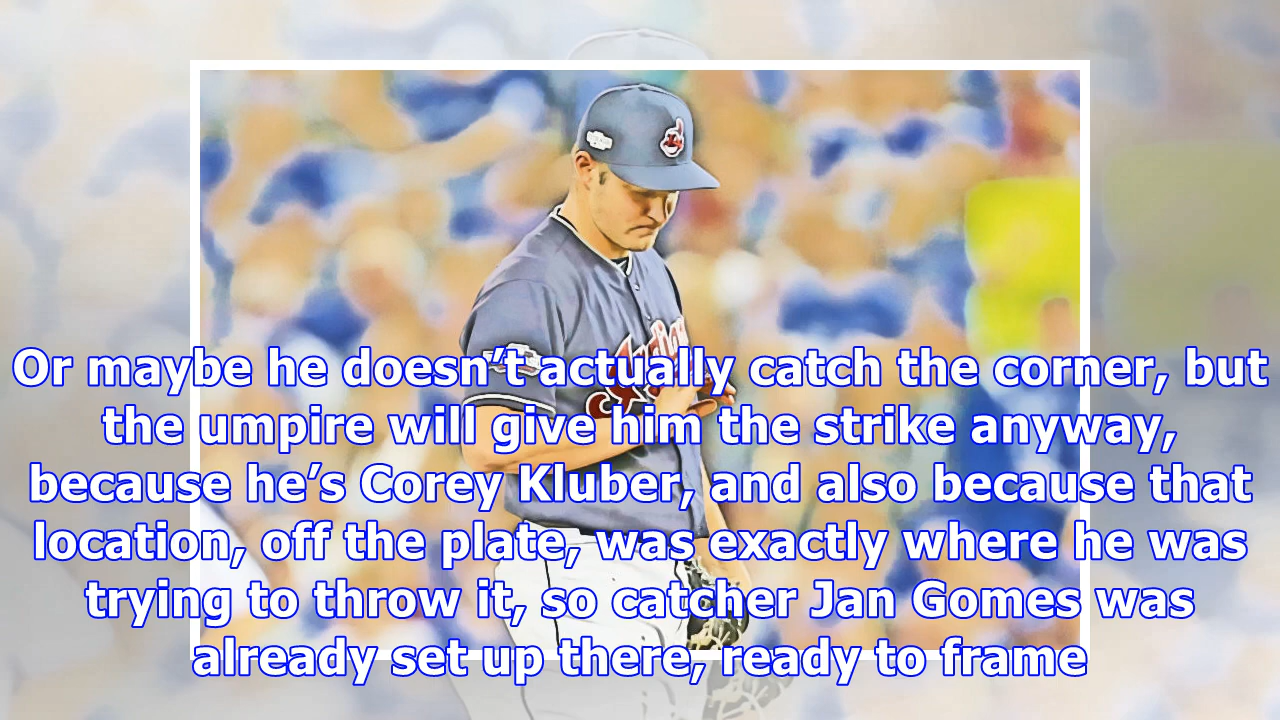 Or maybe he doesn’t actually catch the corner, but
the umpire will give him the strike anyway,
because he’s Corey Kluber, and also because that
location, off the plate, was exactly where he was
trying to throw it, so catcher Jan Gomes was
already set up there, ready to frame